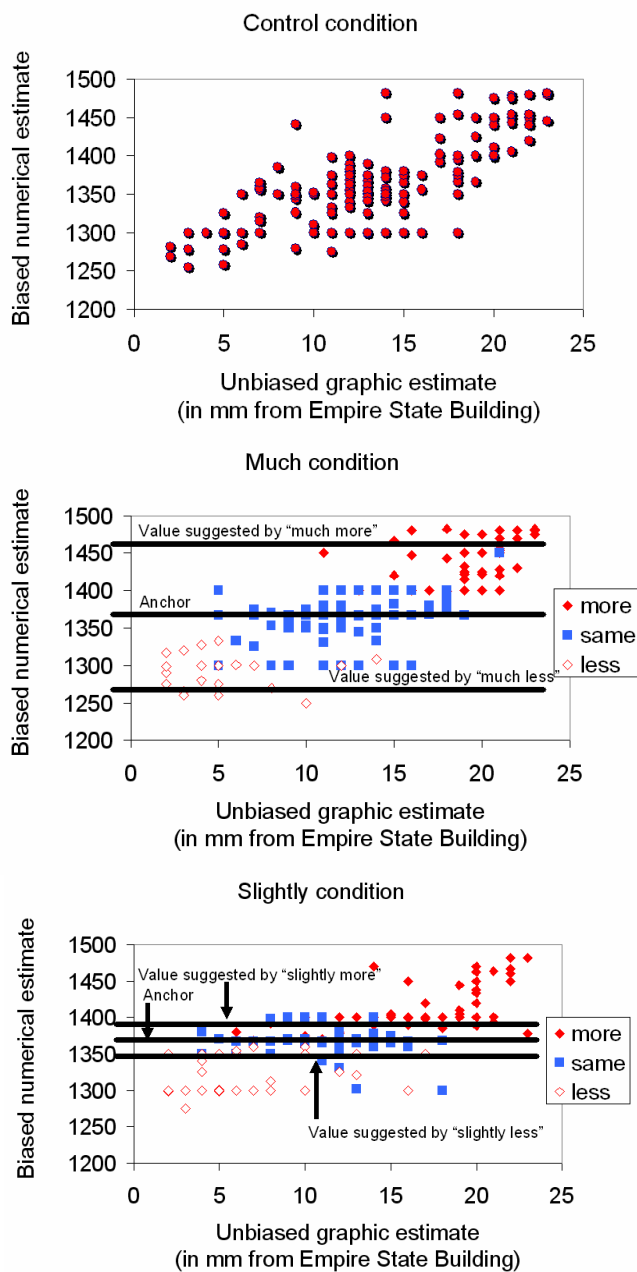 Control condition
Biased numerical estimate
1500
1450
1400
1350
1300
1250
1200
0 5 10 15 20 25
Unbiased graphic estimate
(in mm from Empire State Building)
Much condition
Biased numerical estimate
1500
1450
1400
1350
1300
1250
1200
Value suggested by “much more”
Anchor
Value suggested by “much less”
more
same
less
0 5 10 15 20 25
Unbiased graphic estimate
(in mm from Empire State Building)
Slightly condition
Biased numerical estimate
1500
1450
1400
1350
1300
1250
1200
Value suggested by “slightly more”
Anchor
Value suggested by “slightly less”
more
same
less
0 5 10 15 20 25
Unbiased graphic estimate
(in mm from Empire State Building)